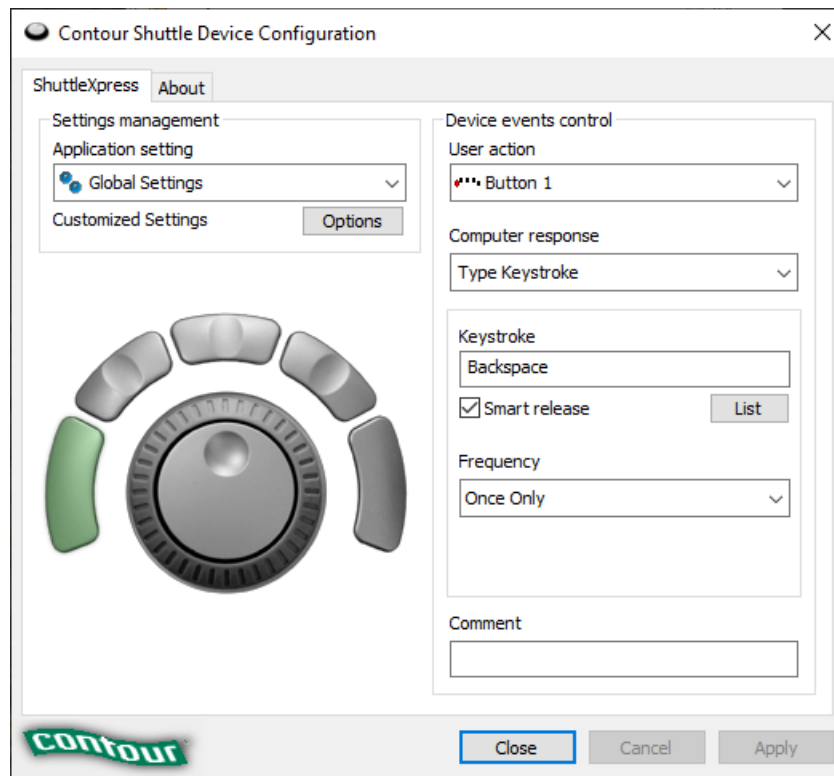 Contour Shuttle Device Configuration
ShuttleXpress
About
Settings management
Application setting
Global Settings
Customized Settings
Options
Device events control
User action
Button 1
Computer response
Type Keystroke
Keystroke
Backspace
Smart release
List
Frequency
Once Only
Comment
contour
Close
Cancel
Apply